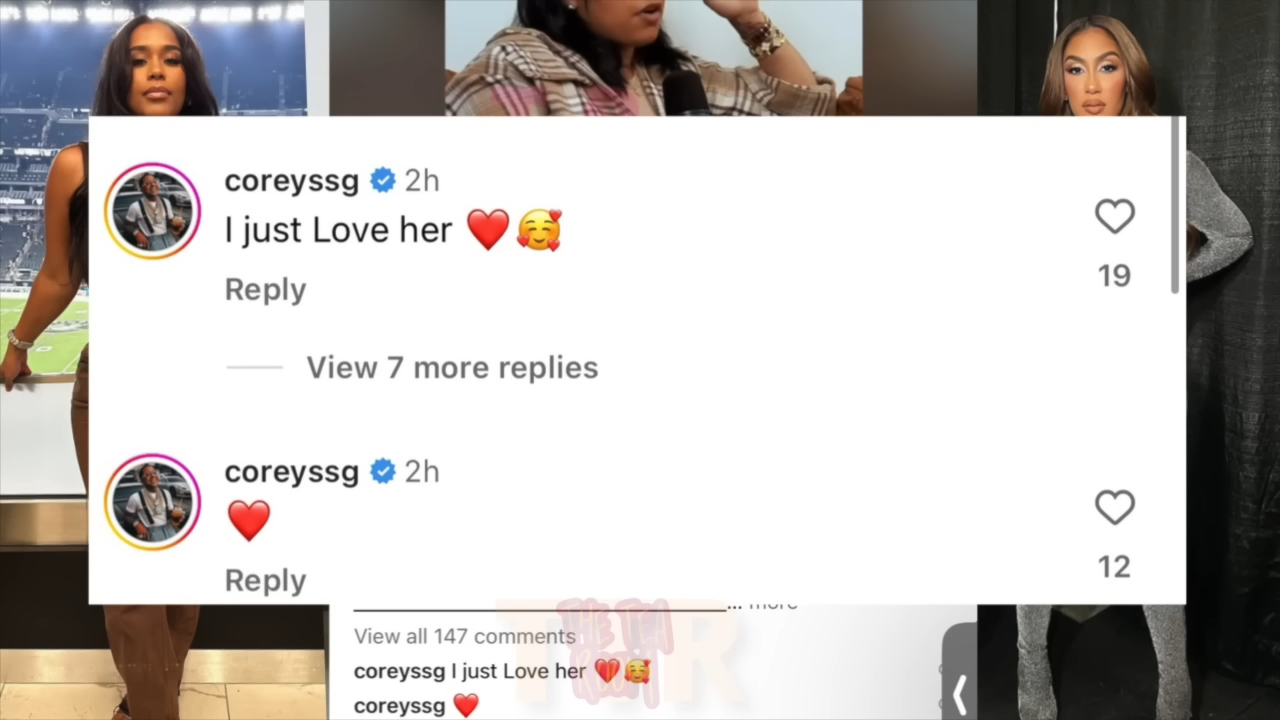 coreyssg 2h
I just Love her ❤️🥰
19
Reply
View 7 more replies
coreyssg 2h
❤️
12
Reply
... more
View all 147 comments
coreyssg I just Love her ❤️🥰
coreyssg ❤️